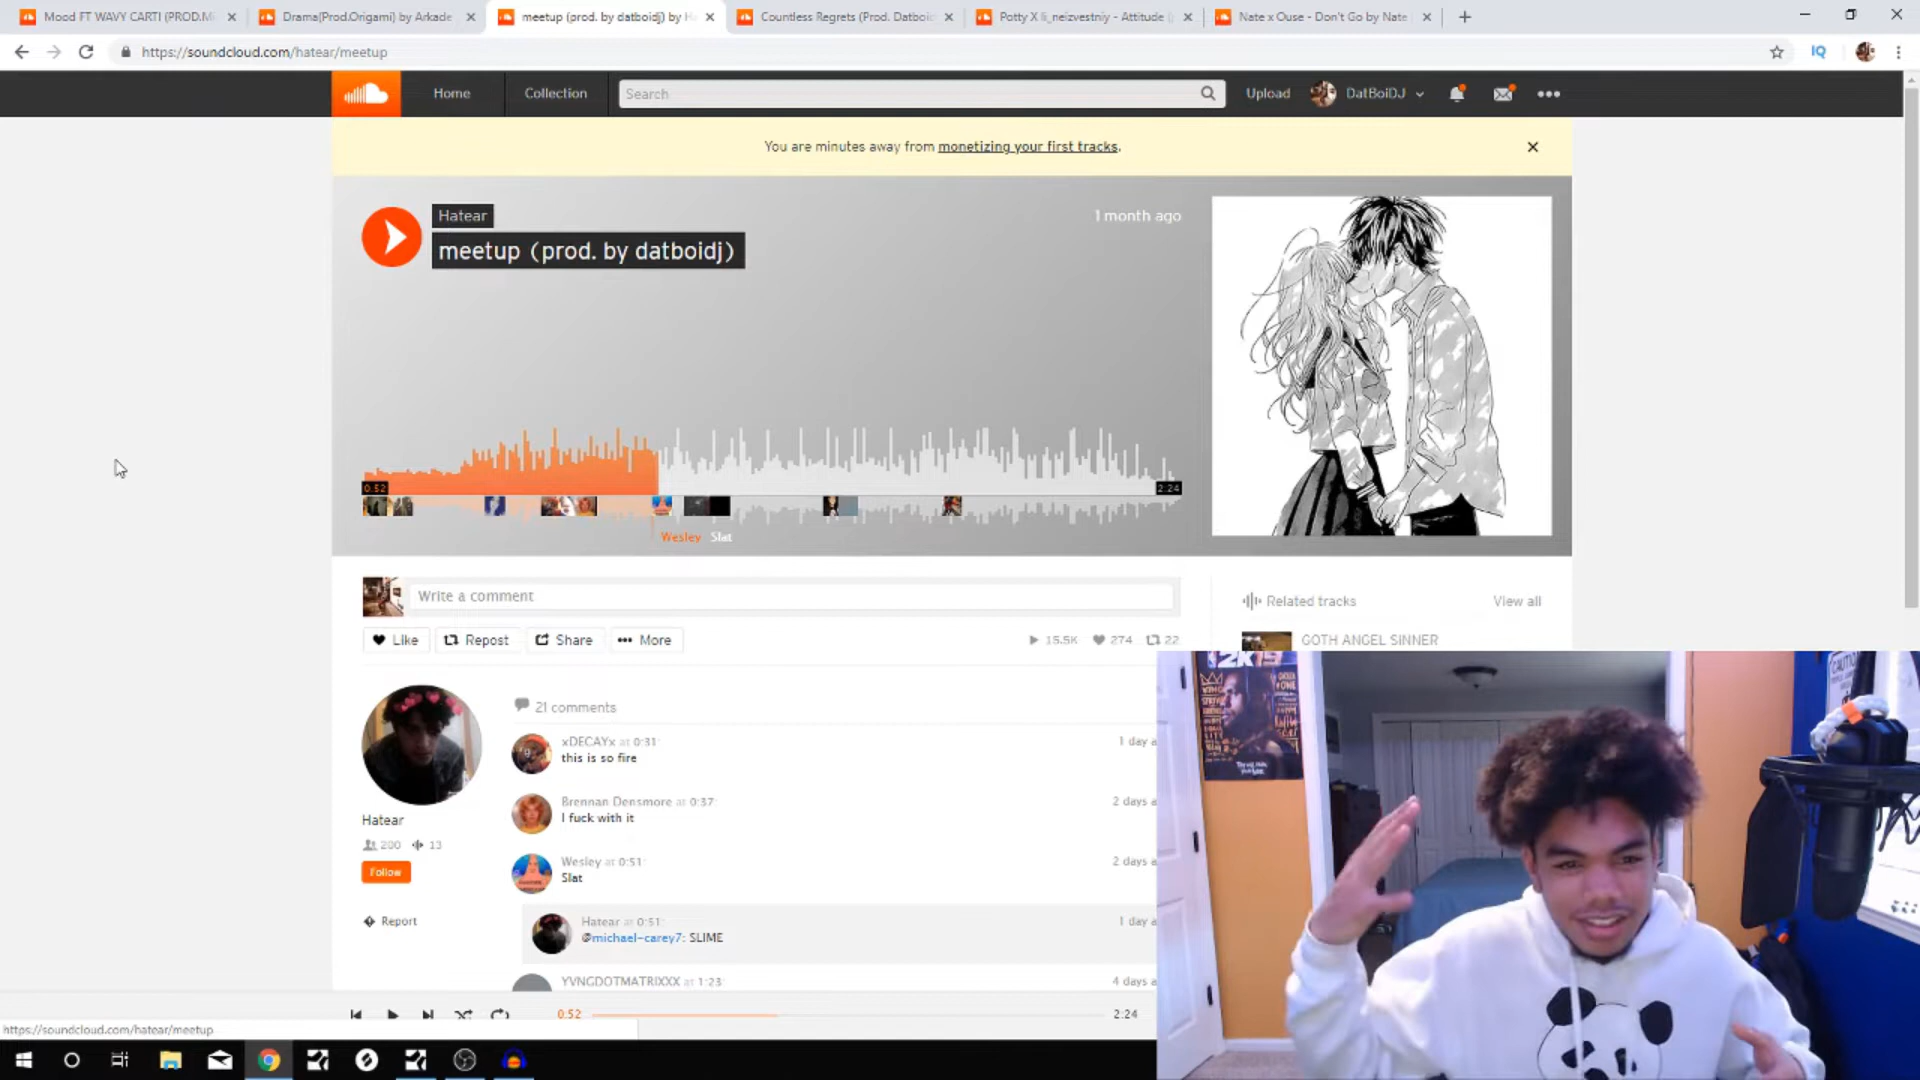 Mood FT WAVY CARTI (PROD.M
Drama(Prod.Origami) by Arkade
meetup (prod. by datboidj) by H
Countless Regrets (Prod. Datboi
Potty X li_neizvestniy - Attitude (
Nate x Ouse - Don't Go by Nate
https://soundcloud.com/hatear/meetup
IQ
Home
Collection
Search
Upload
DatBoiDJ
You are minutes away from monetizing your first tracks.
Hatear
1 month ago
meetup (prod. by datboidj)
0:52
2:24
Wesley Slat
Write a comment
Related tracks
View all
Like
Repost
Share
More
15.5K
274
22
GOTH ANGEL SINNER
21 comments
xDECAYx at 0:31:
1 day a
this is so fire
Brennan Densmore at 0:37:
2 days a
I fuck with it
Hatear
200
13
Wesley at 0:51:
2 days a
Follow
Slat
Report
Hatear at 0:51:
1 day a
@michael-carey7: SLIME
YVNGDOTMATRIXXX at 1:23:
4 days a
0:52
2:24
https://soundcloud.com/hatear/meetup
2K19